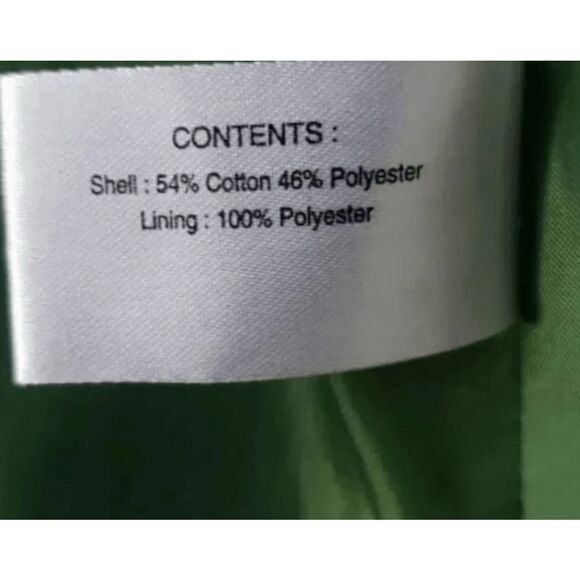 CONTENTS :
Shell : 54% Cotton 46% Polyester
Lining : 100% Polyester